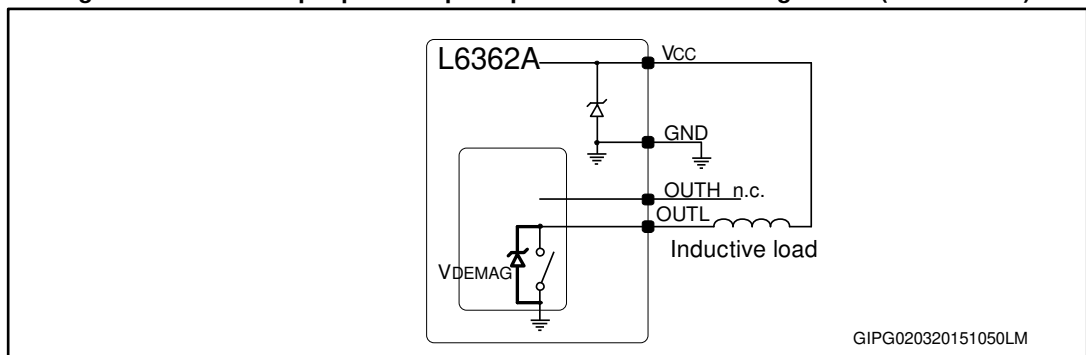 L6362A
VCC
GND
OUTH n.c.
OUTL
Inductive load
VDEMAG
GIPG020320151050LM